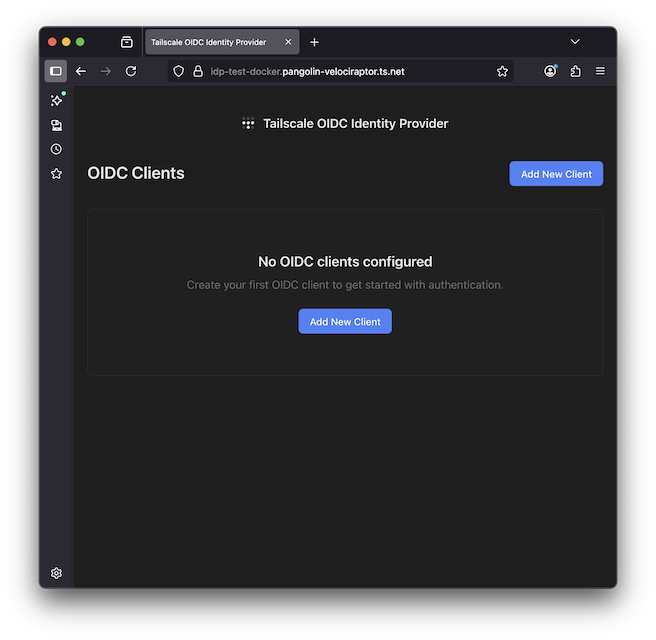 Tailscale OIDC Identity Provider
idp-test-docker.pangolin-velociraptor.ts.net
Tailscale OIDC Identity Provider
OIDC Clients
Add New Client
No OIDC clients configured
Create your first OIDC client to get started with authentication.
Add New Client